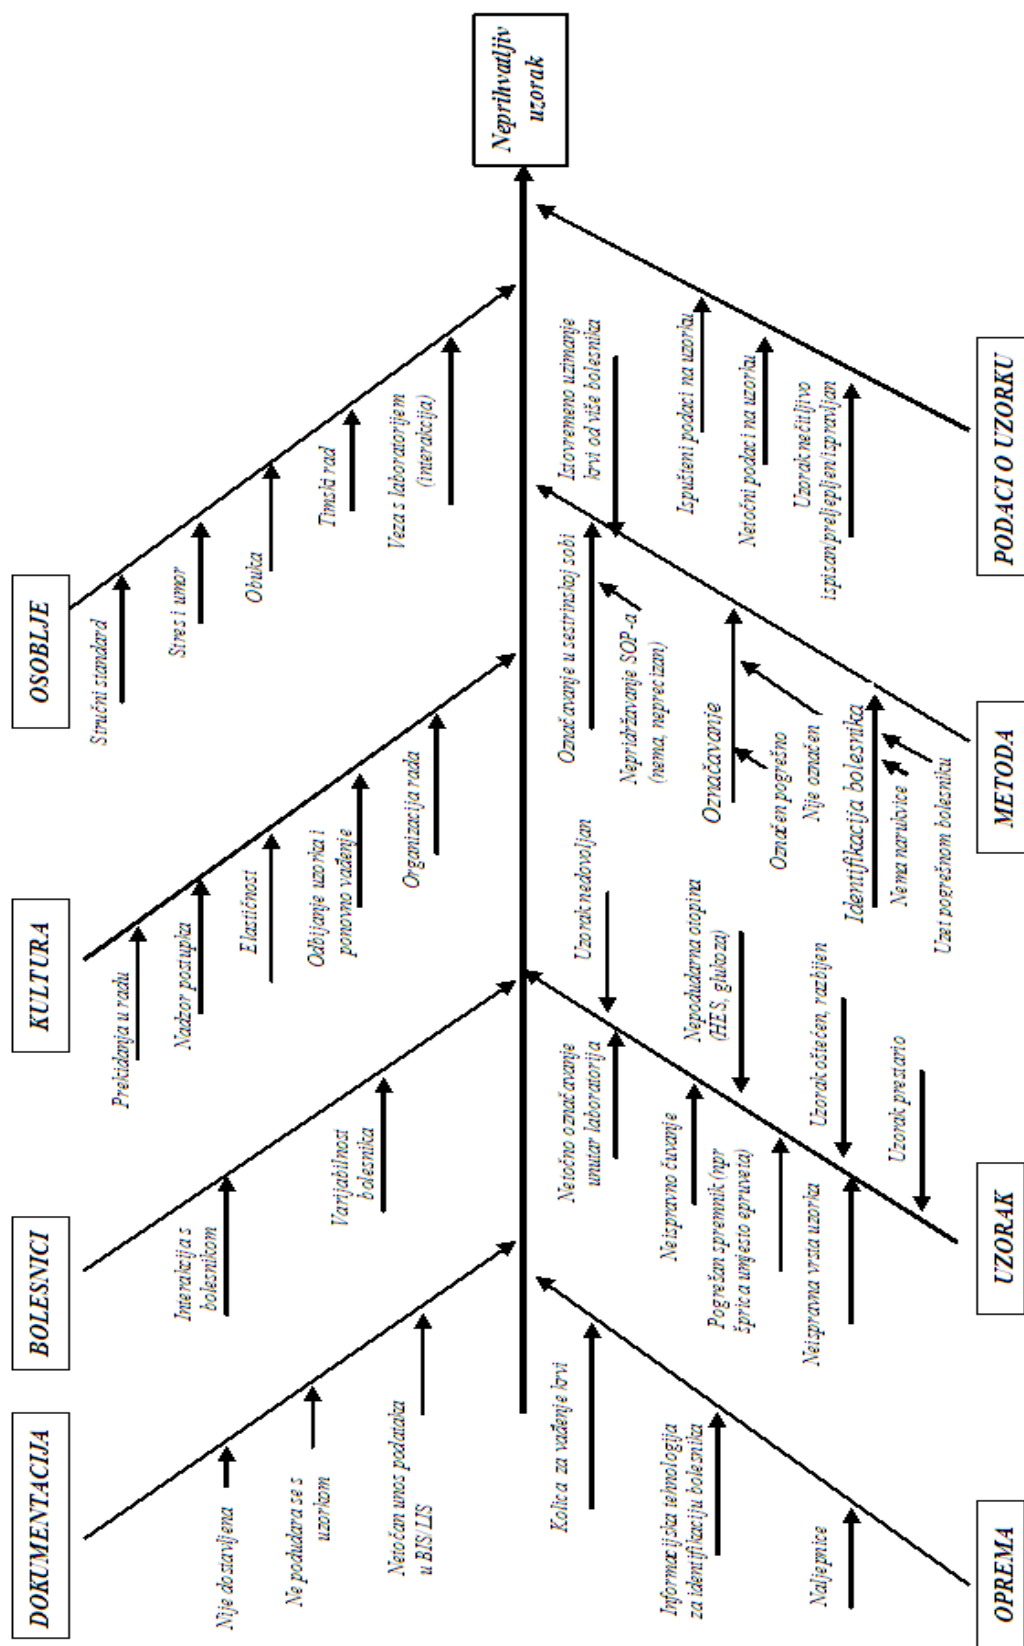 Neprihvatljiv
uzorak
DOKUMENTACIJA
Nije dostavljena
Ne podudara se s
uzorkom
Netočan unos podataka
u BIS/LIS
BOLESNICI
Interakcija s
bolesnikom
Varijabilnost
bolesnika
KULTURA
Prekidanja u radu
Nadzor postupka
Elastičnost
Odbijanje uzorka i
ponovno vađenje
Organizacija rada
OSOBLJE
Stručni standard
Stres i umor
Obuka
Timski rad
Veza s laboratorijem
(interakcija)
OPREMA
Kolica za vađenje krvi
Informacijska tehnologija
za identifikaciju bolesnika
Naljepnice
UZORAK
Uzorak nedovoljan
Netočno označavanje
unutar laboratorija
Nepodudarna otopina
(HES, glukoza)
Neispravno čuvanje
Pogrešan spremnik (npr
šprica umjesto epruveta)
Uzorak oštećen, razbijen
Neispravna vrsta uzorka
Uzorak prestario
METODA
Istovremeno uzimanje
krvi od više bolesnika
Označavanje u sestrinskoj sobi
Nepridržavanje SOP-a
(nema, neprecizan)
Označavanje
Označen pogrešno
Nije označen
Identifikacija bolesnika
Nema narukvice
Uzet pogrešnom bolesniku
PODACI O UZORKU
Ispušteni podaci na uzorku
Netočni podaci na uzorku
Uzorak nečitljivo
ispisan/preljepljen/ispravljan